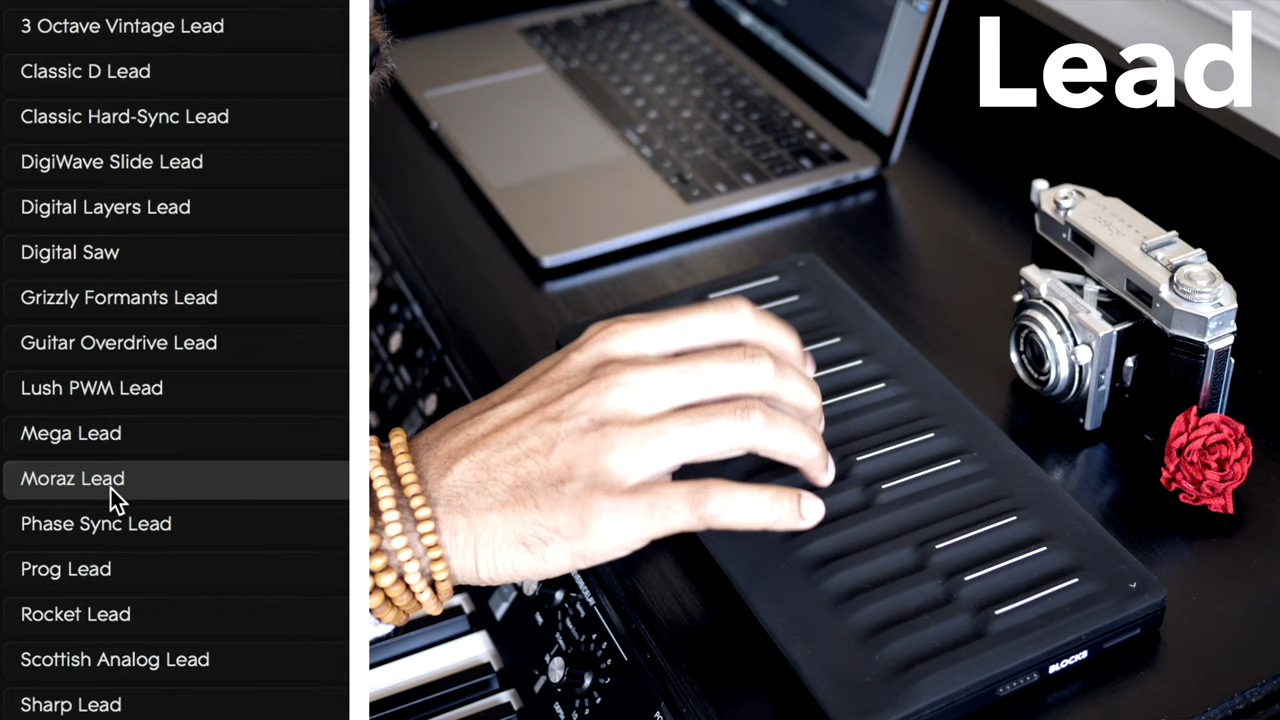 3 Octave Vintage Lead
Classic D Lead
Classic Hard-Sync Lead
DigiWave Slide Lead
Digital Layers Lead
Digital Saw
Grizzly Formants Lead
Guitar Overdrive Lead
Lush PWM Lead
Mega Lead
Moraz Lead
Phase Sync Lead
Prog Lead
Rocket Lead
Scottish Analog Lead
Sharp Lead
Lead
BLOCKS